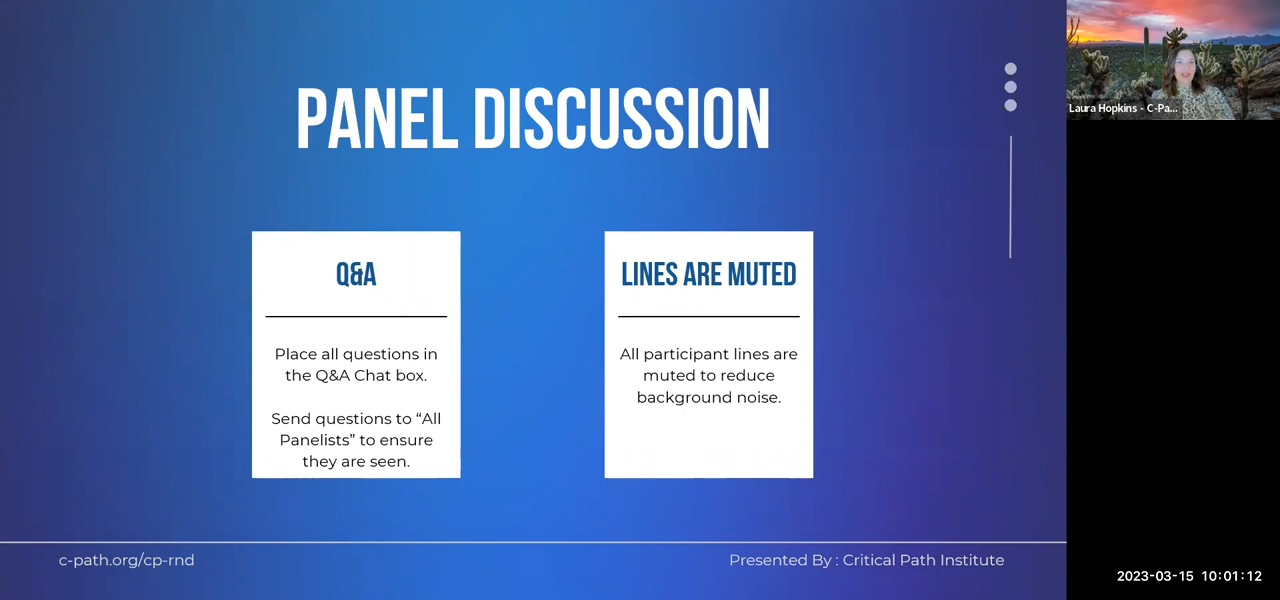 PANEL DISCUSSION
Q&A
Place all questions in
the Q&A Chat box.
Send questions to “All
Panelists” to ensure
they are seen.
LINES ARE MUTED
All participant lines are
muted to reduce
background noise.
c-path.org/cp-rnd
Presented By : Critical Path Institute
Laura Hopkins - C-Pa...
2023-03-15 10:01:12